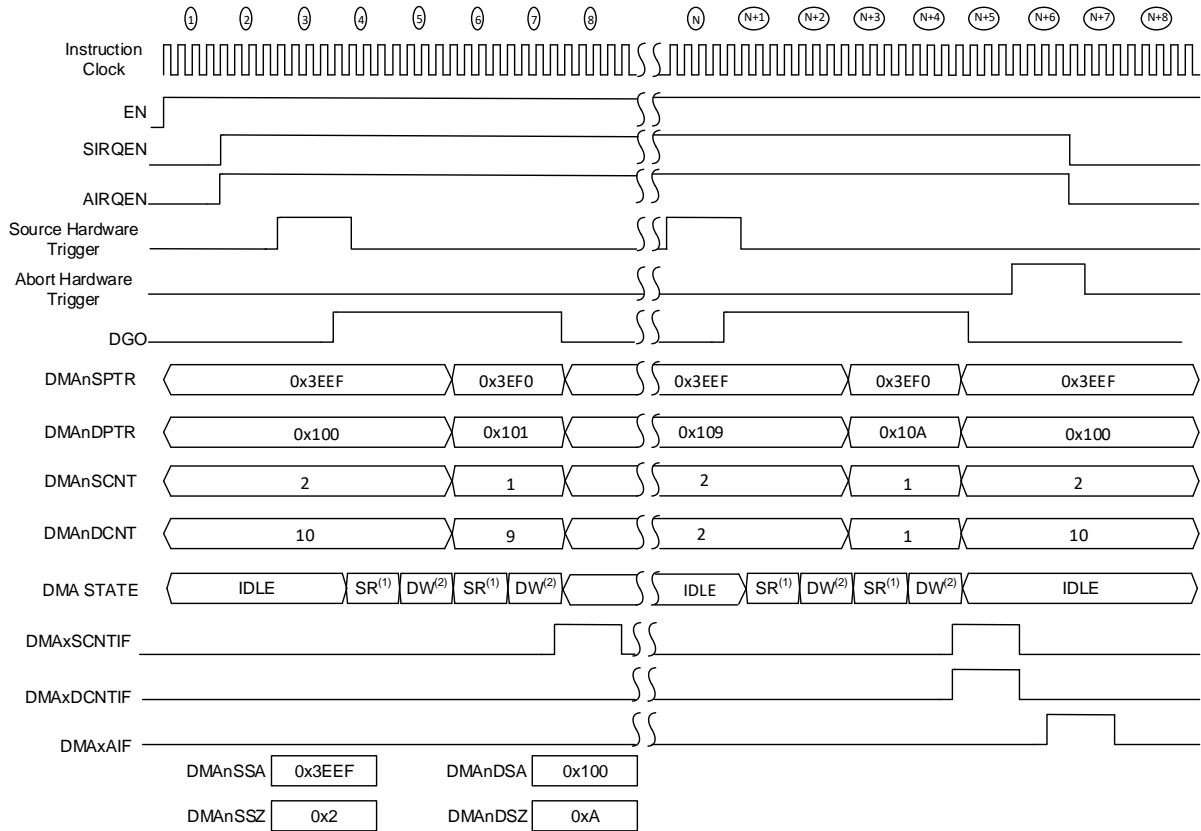 1 2 3 4 5 6 7 8 N N+1 N+2 N+3 N+4 N+5 N+6 N+7 N+8
Instruction
Clock
EN
SIRQEN
AIRQEN
Source Hardware
Trigger
Abort Hardware
Trigger
DGO
DMAnSPTR 0x3EEF 0x3EF0 0x3EEF 0x3EF0 0x3EEF
DMAnDPTR 0x100 0x101 0x109 0x10A 0x100
DMAnSCNT 2 1 2 1 2
DMAnDCNT 10 9 2 1 10
DMA STATE IDLE SR(1) DW(2) SR(1) DW(2) IDLE SR(1) DW(2) SR(1) DW(2) IDLE
DMAxSCNTIF
DMAxDCNTIF
DMAxAIF
DMAnSSA 0x3EEF DMAnDSA 0x100
DMAnSSZ 0x2 DMAnDSZ 0xA